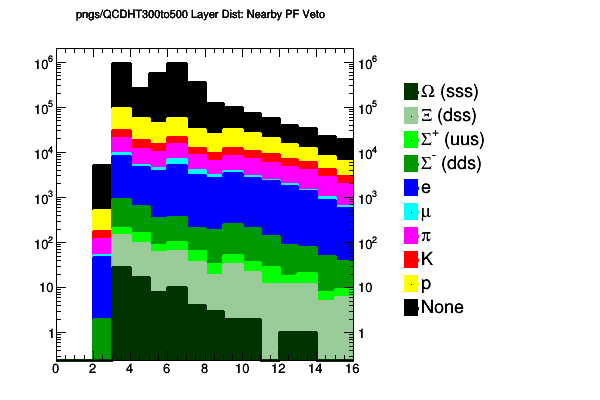 pngs/QCDHT300to500 Layer Dist: Nearby PF Veto
10⁶
10⁵
10⁴
10³
10²
10
1
10⁶
10⁵
10⁴
10³
10²
10
1
0 2 4 6 8 10 12 14 16
Ω (sss)
Ξ (dss)
Σ⁺ (uus)
Σ⁻ (dds)
e
μ
π
K
p
None